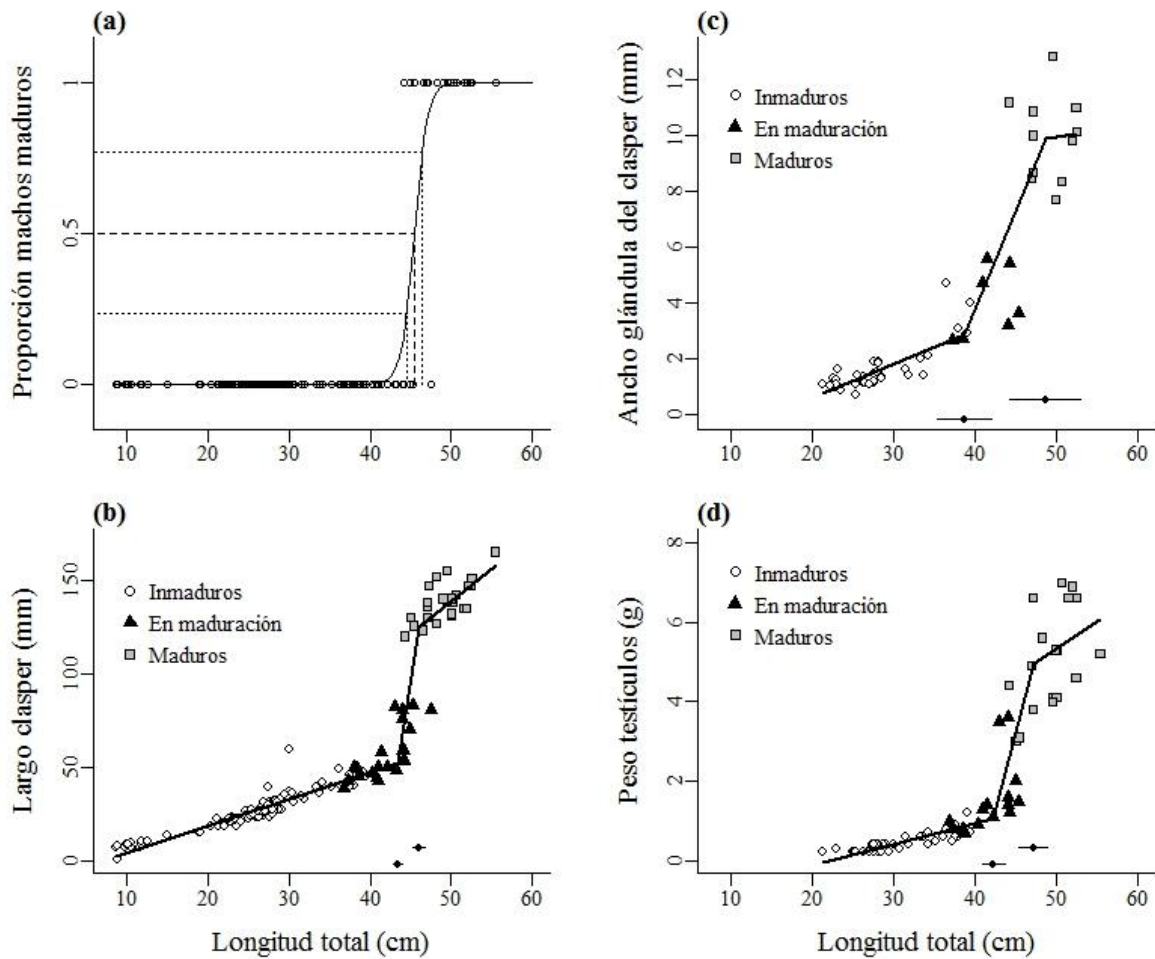 (a)
Proporción machos maduros
1
0.5
0
10 20 30 40 50 60
(c)
Ancho glándula del clasper (mm)
12
10
8
6
4
2
0
Inmaduros
En maduración
Maduros
10 20 30 40 50 60
(b)
Largo clasper (mm)
150
100
50
0
Inmaduros
En maduración
Maduros
10 20 30 40 50 60
Longitud total (cm)
(d)
Peso testículos (g)
8
6
4
2
0
Inmaduros
En maduración
Maduros
10 20 30 40 50 60
Longitud total (cm)